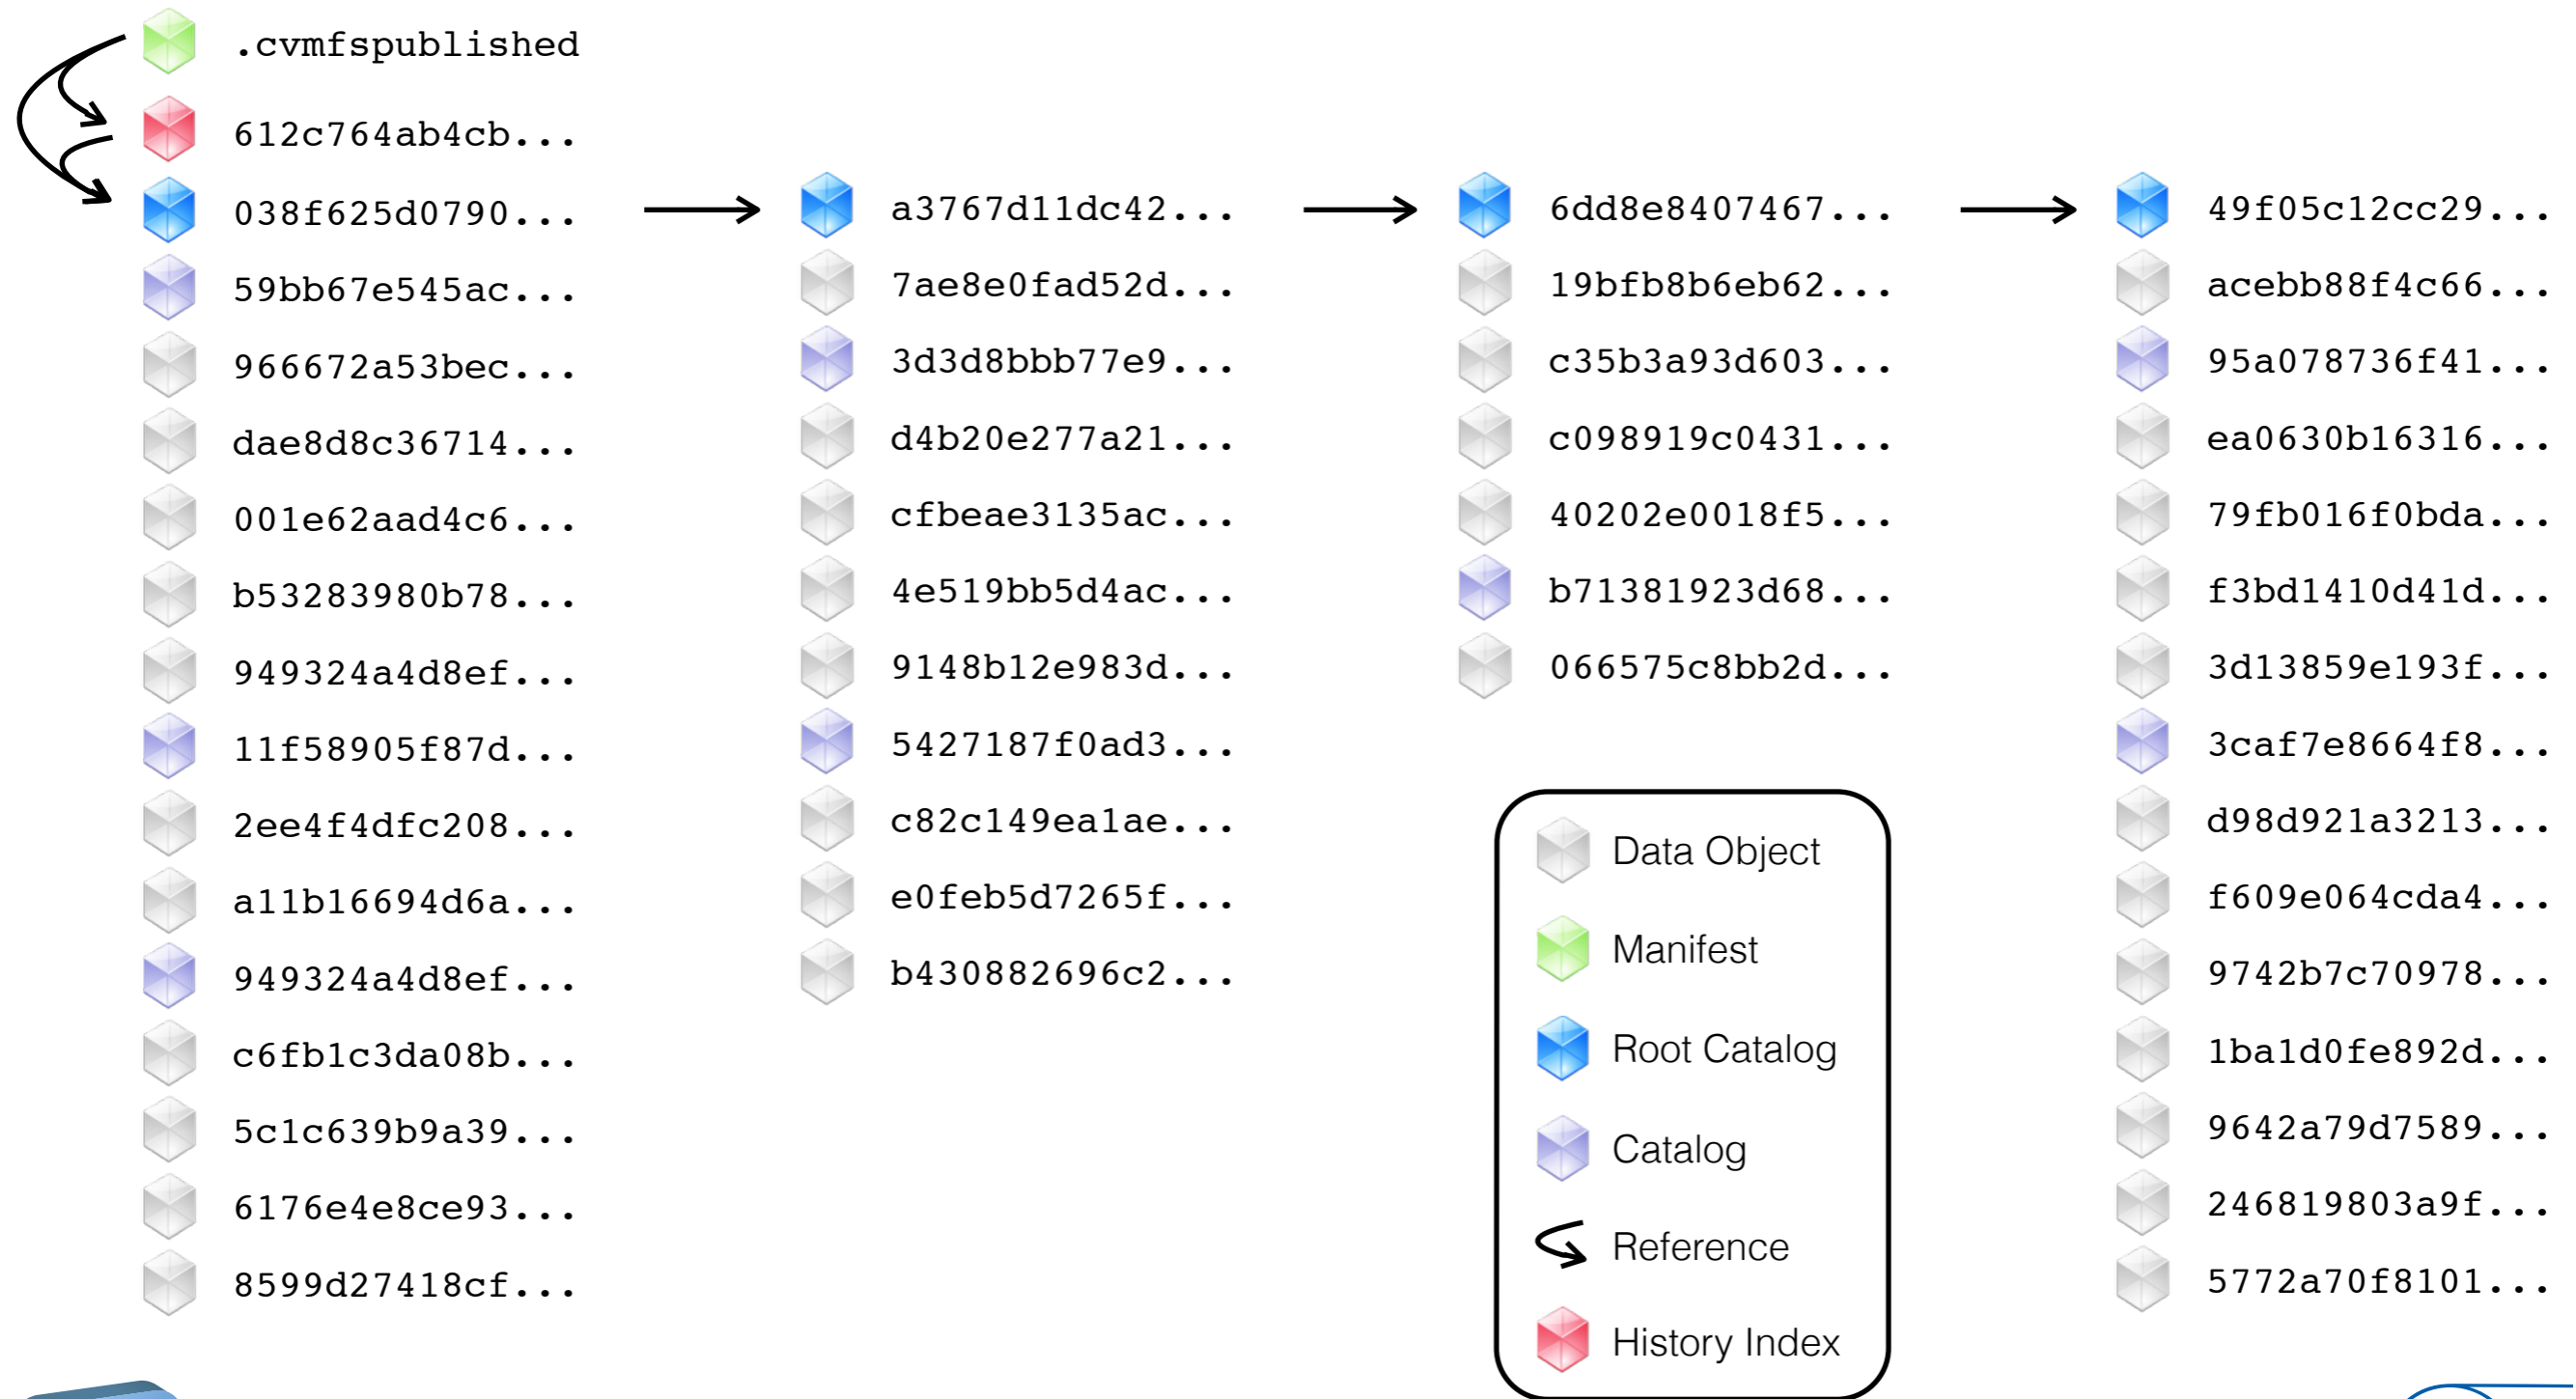 .cvmfspublished
612c764ab4cb...
038f625d0790...
59bb67e545ac...
966672a53bec...
dae8d8c36714...
001e62aad4c6...
b53283980b78...
949324a4d8ef...
11f58905f87d...
2ee4f4dfc208...
a11b16694d6a...
949324a4d8ef...
c6fb1c3da08b...
5c1c639b9a39...
6176e4e8ce93...
8599d27418cf...
a3767d11dc42...
7ae8e0fad52d...
3d3d8bbb77e9...
d4b20e277a21...
cfbeae3135ac...
4e519bb5d4ac...
9148b12e983d...
5427187f0ad3...
c82c149ea1ae...
e0feb5d7265f...
b430882696c2...
6dd8e8407467...
19bfb8b6eb62...
c35b3a93d603...
c098919c0431...
40202e0018f5...
b71381923d68...
066575c8bb2d...
49f05c12cc29...
acebb88f4c66...
95a078736f41...
ea0630b16316...
79fb016f0bda...
f3bd1410d41d...
3d13859e193f...
3caf7e8664f8...
d98d921a3213...
f609e064cda4...
9742b7c70978...
1ba1d0fe892d...
9642a79d7589...
246819803a9f...
5772a70f8101...
Data Object
Manifest
Root Catalog
Catalog
Reference
History Index